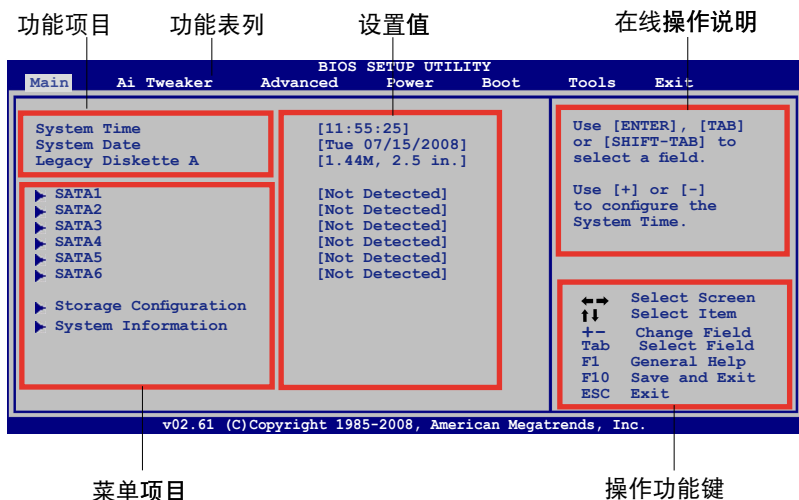 功能项目 功能表列 设置值 在线操作说明
BIOS SETUP UTILITY
Main Ai Tweaker Advanced Power Boot Tools Exit
System Time [11:55:25]
System Date [Tue 07/15/2008]
Legacy Diskette A [1.44M, 2.5 in.]
SATA1 [Not Detected]
SATA2 [Not Detected]
SATA3 [Not Detected]
SATA4 [Not Detected]
SATA5 [Not Detected]
SATA6 [Not Detected]
Storage Configuration
System Information
Use [ENTER], [TAB]
or [SHIFT-TAB] to
select a field.
Use [+] or [-]
to configure the
System Time.
←→ Select Screen
↑↓ Select Item
+- Change Field
Tab Select Field
F1 General Help
F10 Save and Exit
ESC Exit
v02.61 (C)Copyright 1985-2008, American Megatrends, Inc.
菜单项目 操作功能键